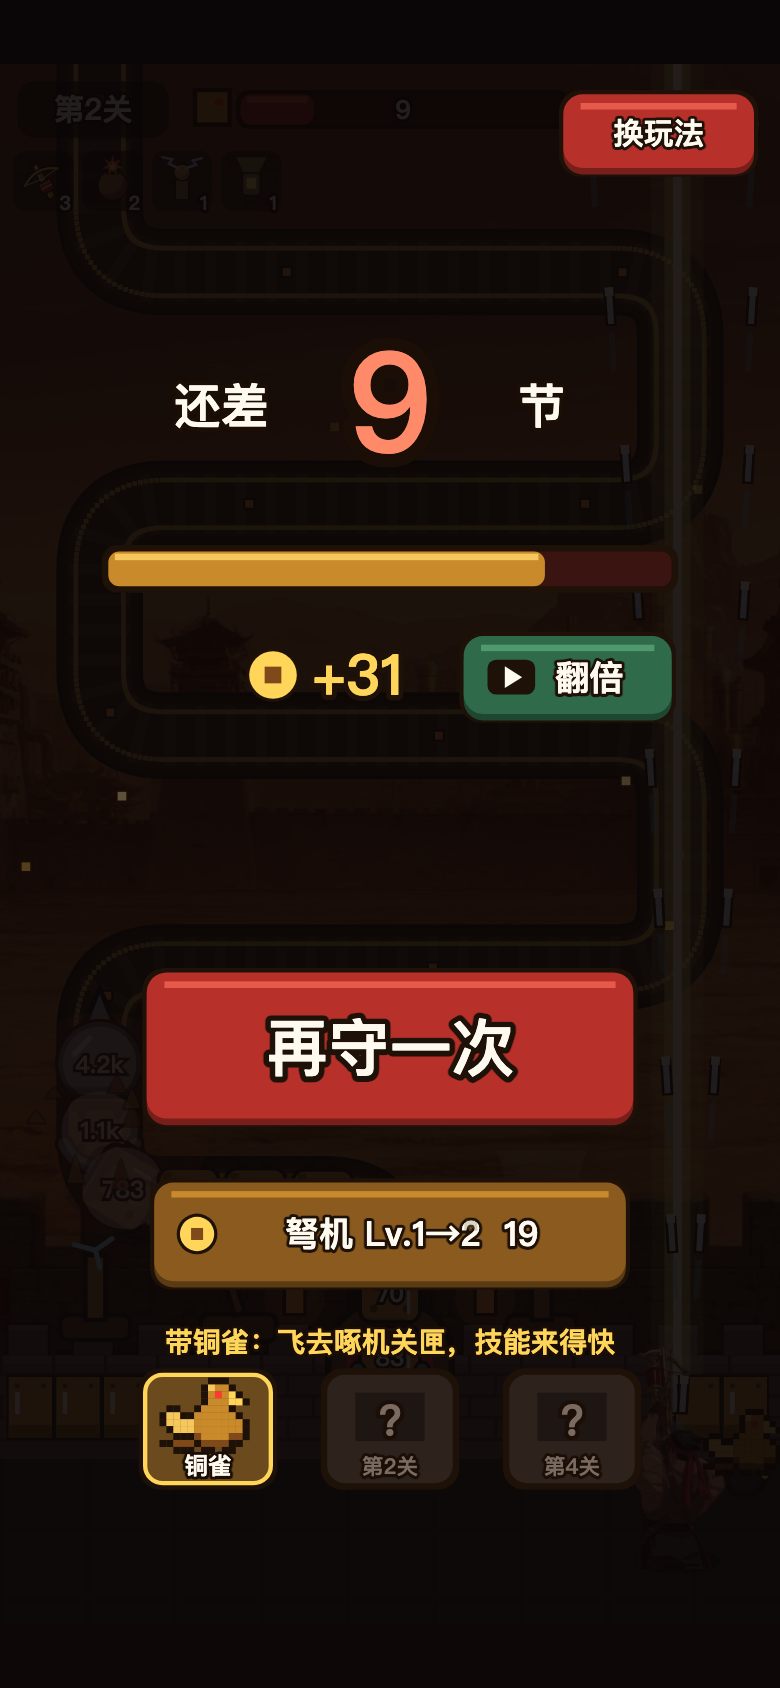 第2关
9
换玩法
3
2
1
1
还差 9 节
+31
翻倍
再守一次
4.2k
1.1k
783
弩机 Lv.1→2 19
带铜雀：飞去啄机关匣，技能来得快
?
?
铜雀
第2关
第4关